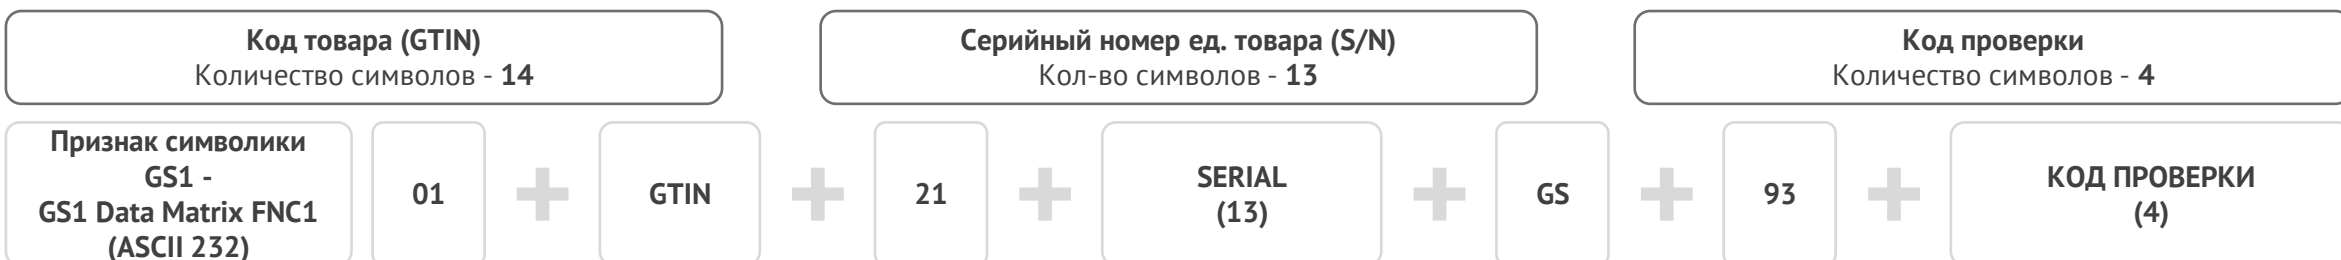 Код товара (GTIN)
Количество символов - 14
Серийный номер ед. товара (S/N)
Кол-во символов - 13
Код проверки
Количество символов - 4
Признак символики
GS1 -
GS1 Data Matrix FNC1
(ASCII 232)
01
GTIN
21
SERIAL
(13)
GS
93
КОД ПРОВЕРКИ
(4)